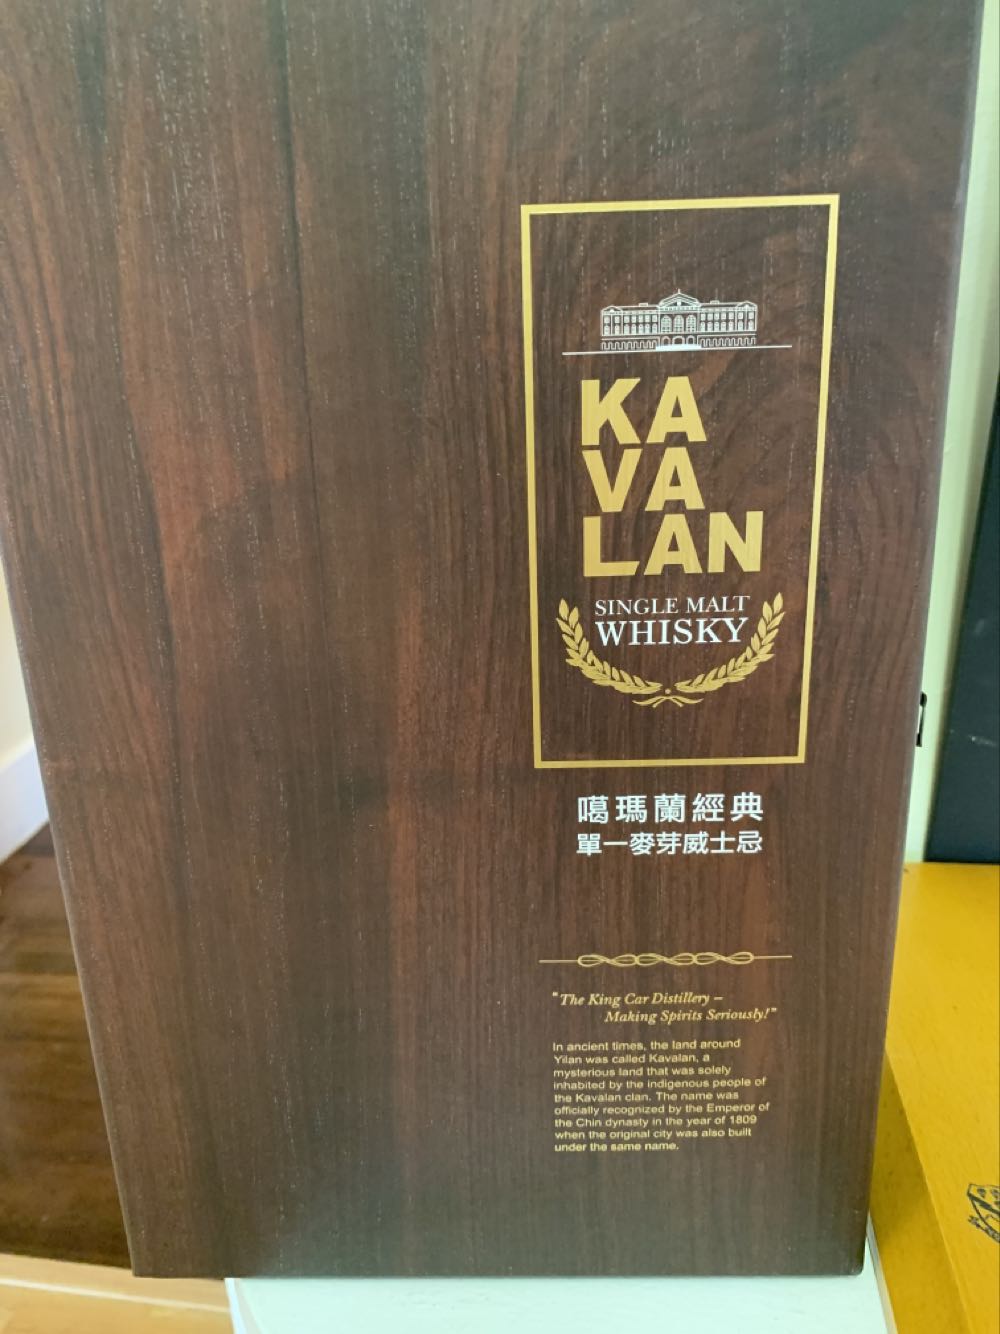 KA
VA
LAN
SINGLE MALT
WHISKY
噶瑪蘭經典
單一麥芽威士忌
"The King Car Distillery –
Making Spirits Seriously!"
In ancient times, the land around
Yilan was called Kavalan, a
mysterious land that was solely
inhabited by the indigenous people of
the Kavalan clan. The name was
officially recognized by the Emperor of
the Chin dynasty in the year of 1809
when the original city was also built
under the same name.